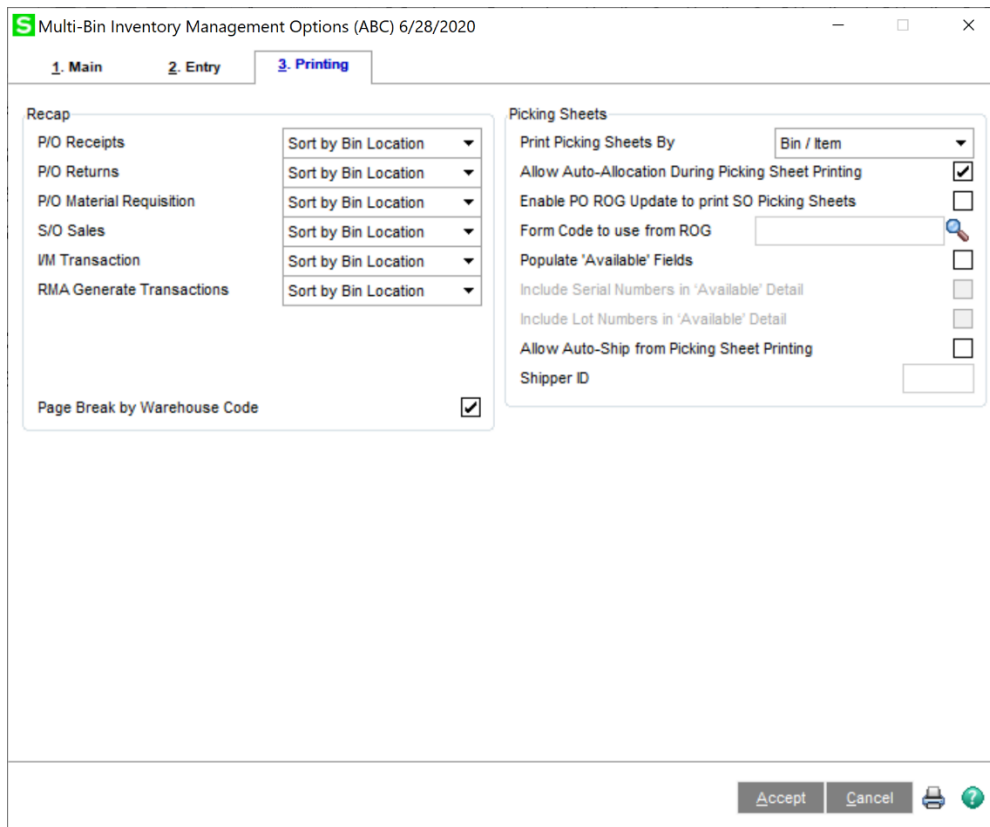 S Multi-Bin Inventory Management Options (ABC) 6/28/2020
1. Main
2. Entry
3. Printing
Recap
P/O Receipts Sort by Bin Location
P/O Returns Sort by Bin Location
P/O Material Requisition Sort by Bin Location
S/O Sales Sort by Bin Location
I/M Transaction Sort by Bin Location
RMA Generate Transactions Sort by Bin Location
Page Break by Warehouse Code
Picking Sheets
Print Picking Sheets By Bin / Item
Allow Auto-Allocation During Picking Sheet Printing
Enable PO ROG Update to print SO Picking Sheets
Form Code to use from ROG
Populate 'Available' Fields
Include Serial Numbers in 'Available' Detail
Include Lot Numbers in 'Available' Detail
Allow Auto-Ship from Picking Sheet Printing
Shipper ID
Accept
Cancel
?